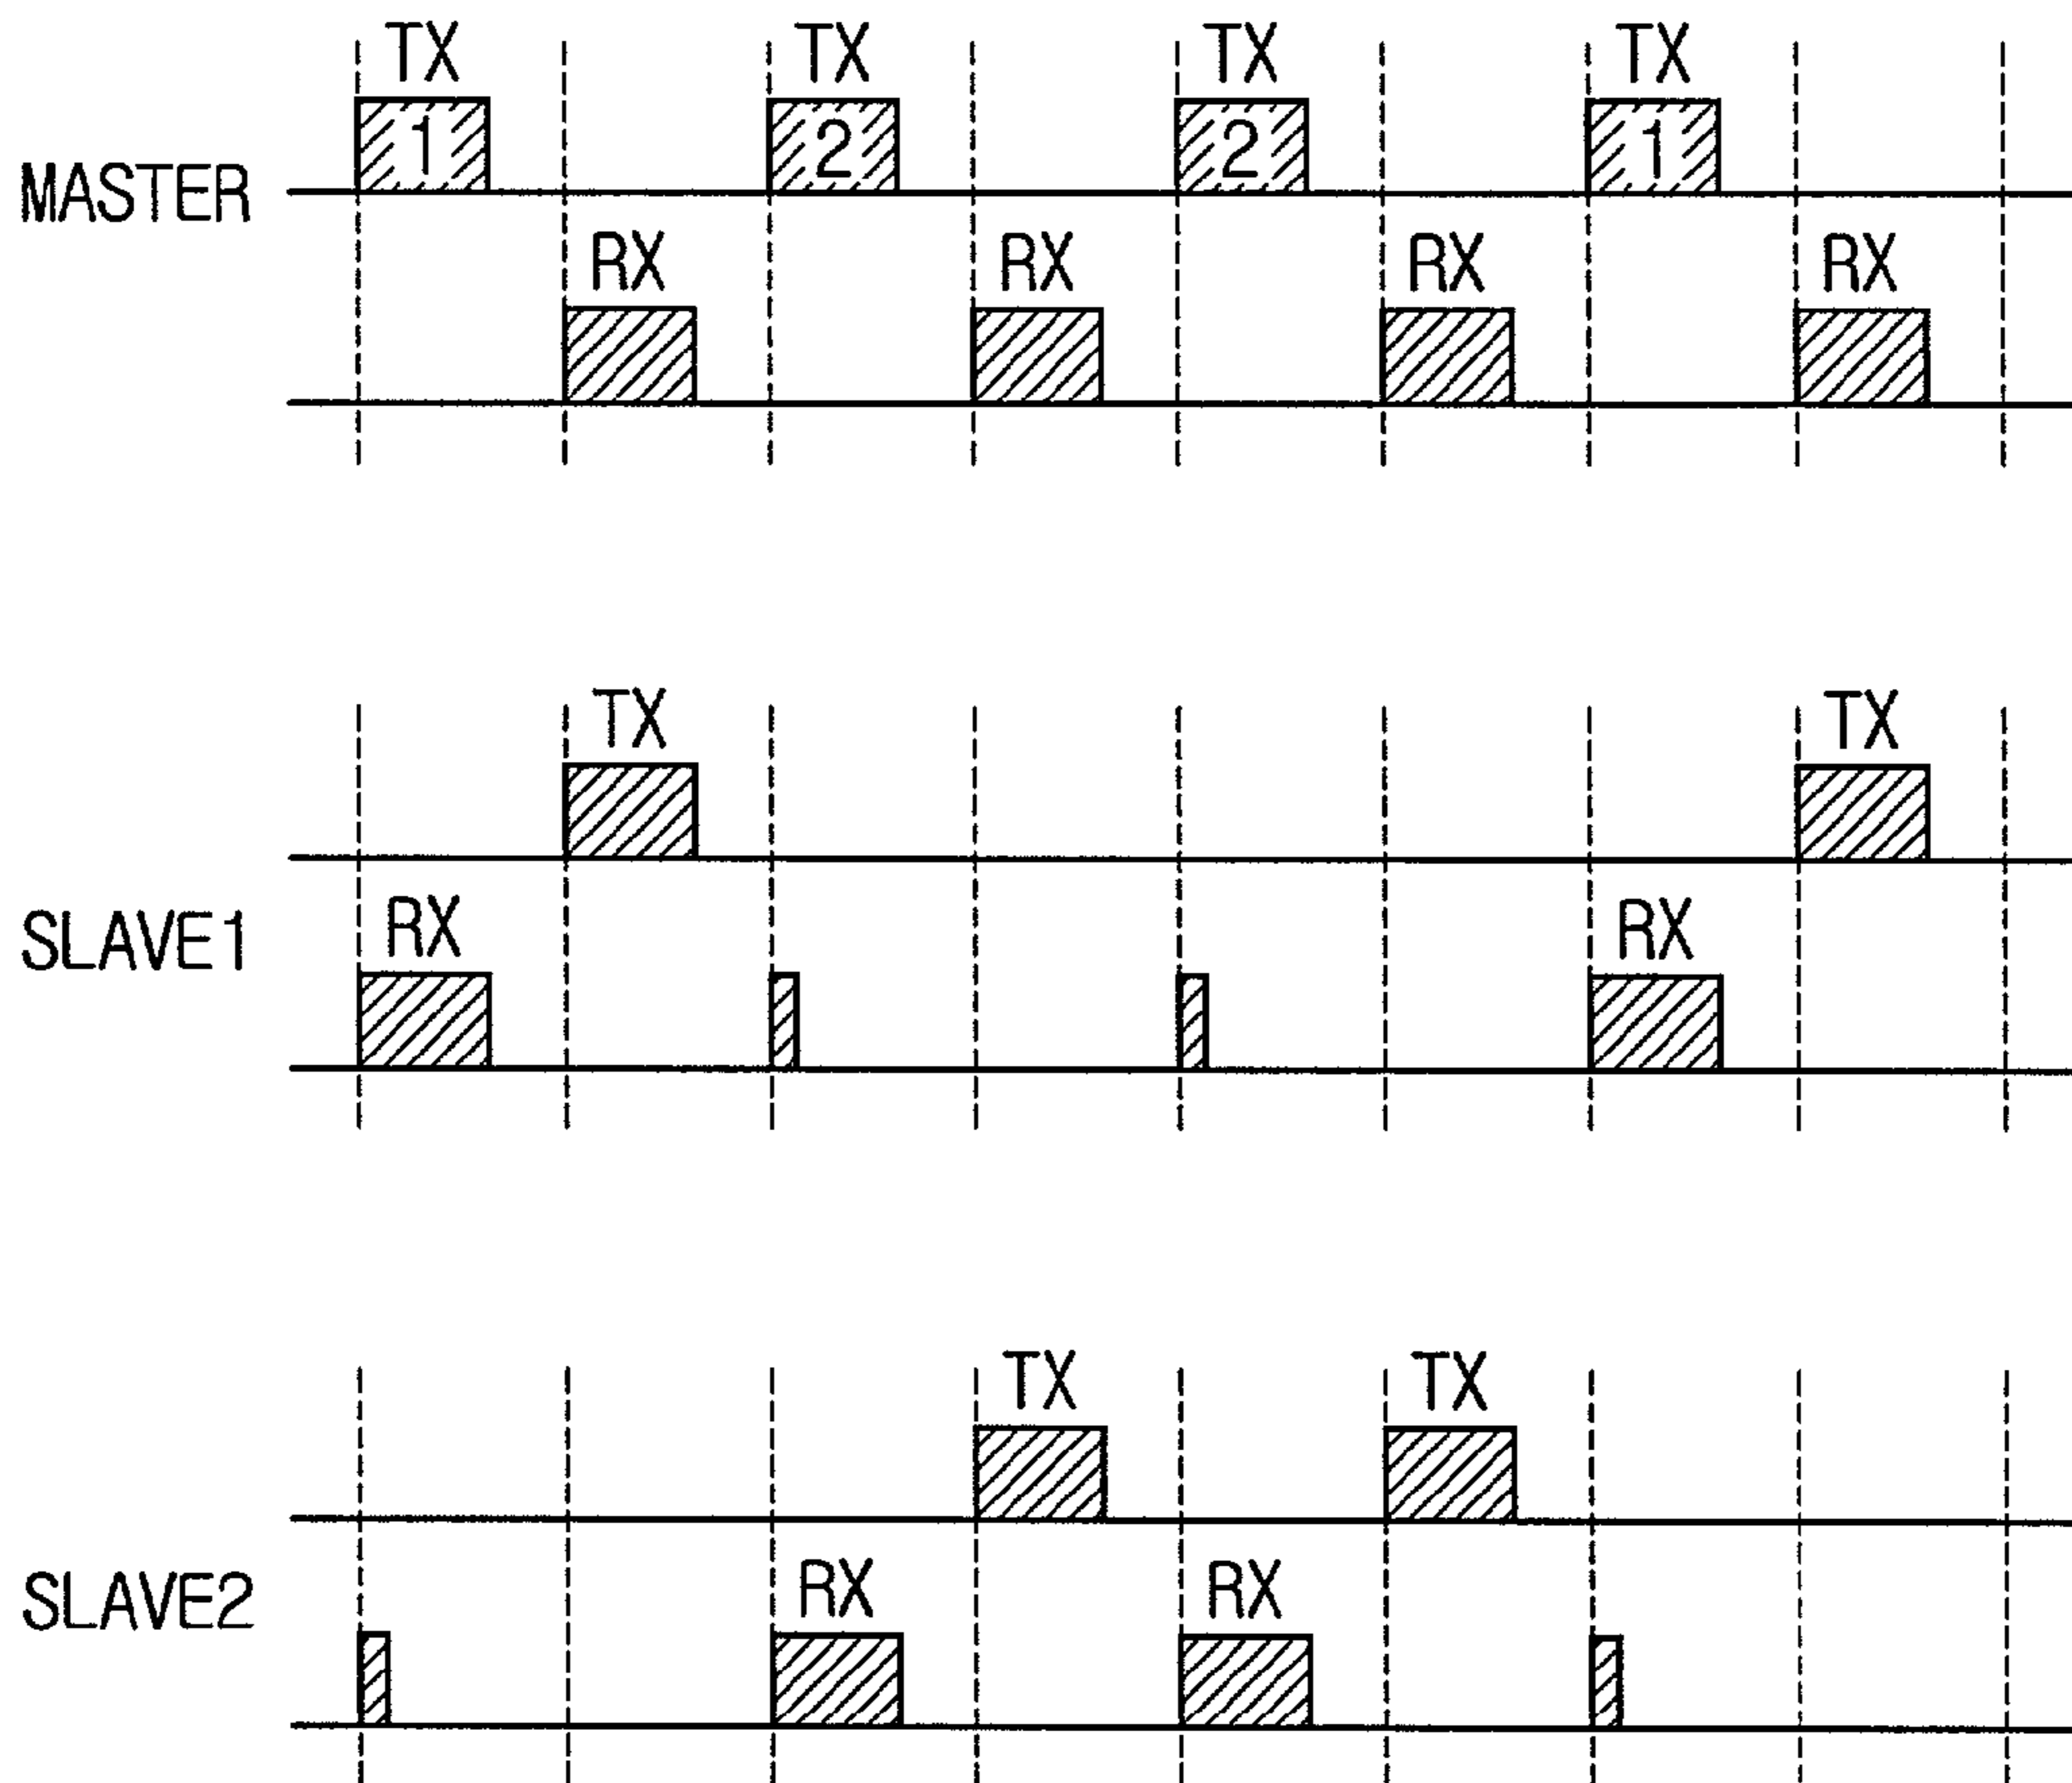 TX TX TX TX
1 2 2 1
MASTER
RX RX RX RX
TX TX
RX RX
SLAVE1
TX TX
RX RX
SLAVE2